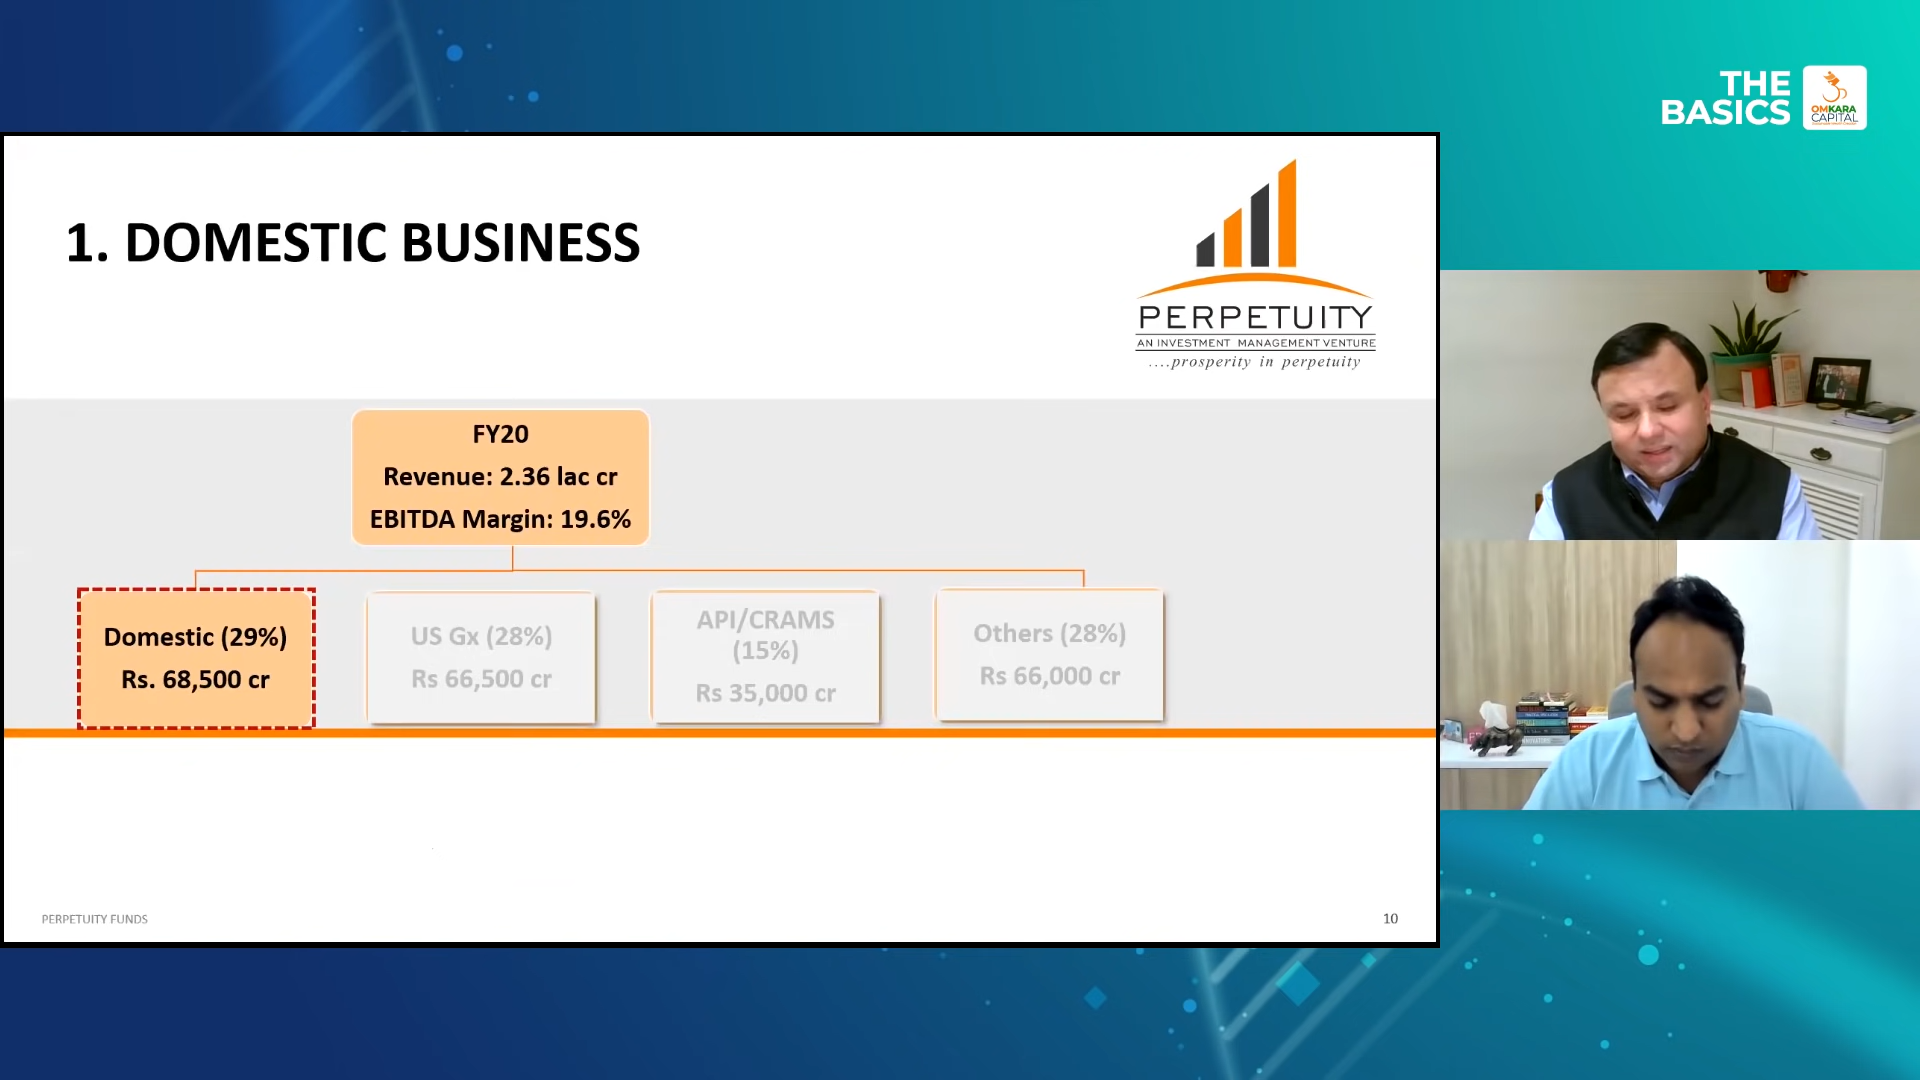 THE
BASICS
OMKARA
CAPITAL
1. DOMESTIC BUSINESS
PERPETUITY
AN INVESTMENT MANAGEMENT VENTURE
....prosperity in perpetuity
FY20
Revenue: 2.36 lac cr
EBITDA Margin: 19.6%
Domestic (29%)
Rs. 68,500 cr
US Gx (28%)
Rs 66,500 cr
API/CRAMS
(15%)
Rs 35,000 cr
Others (28%)
Rs 66,000 cr
PERPETUITY FUNDS
10